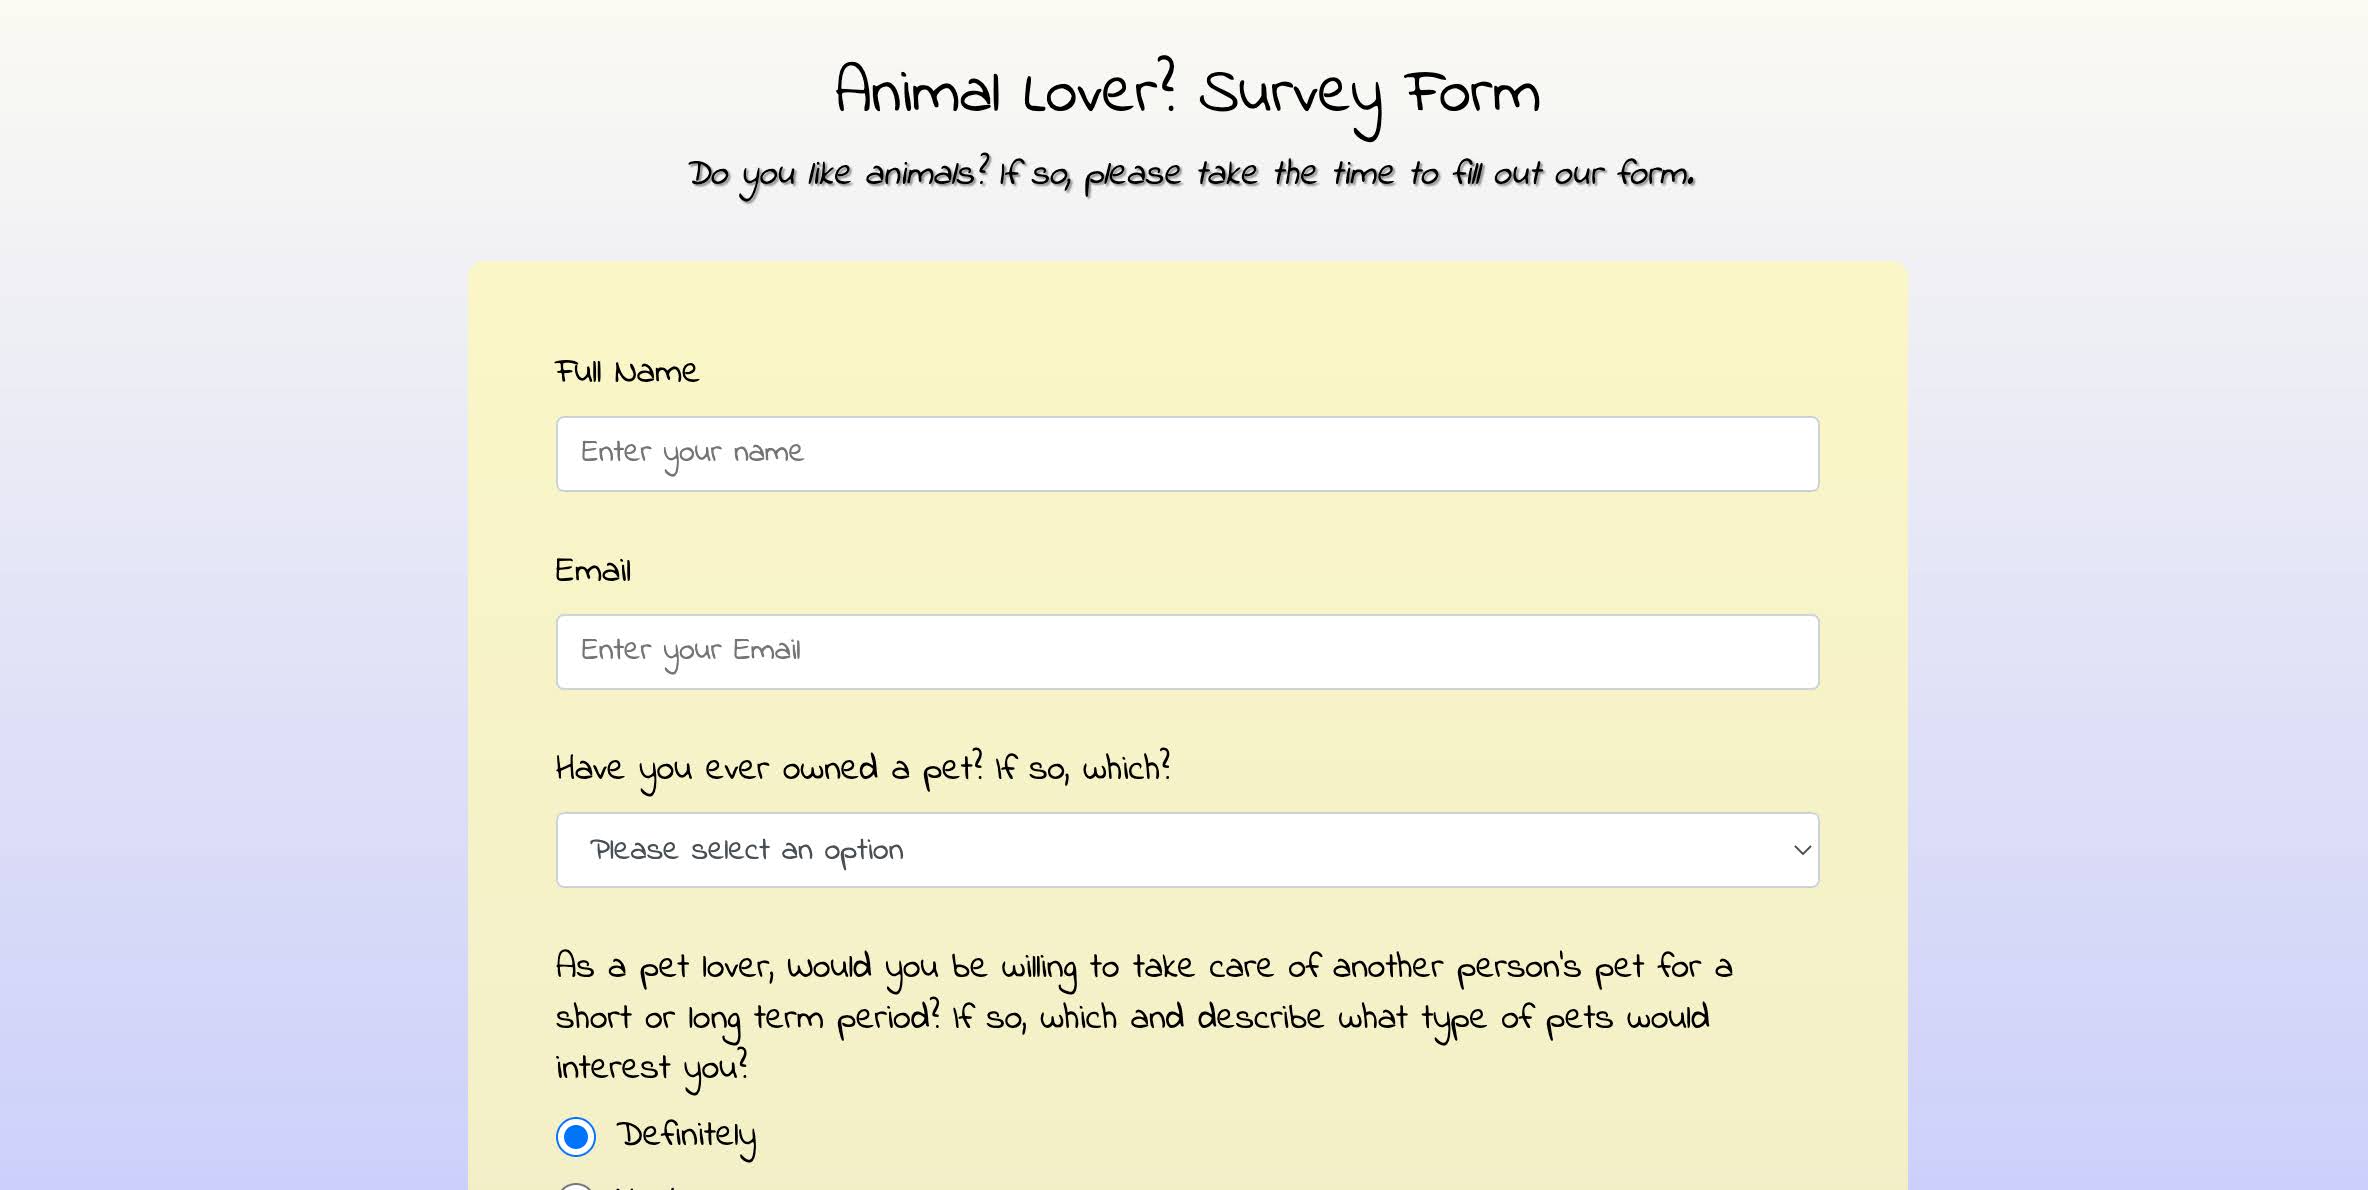 Animal Lover? Survey Form
Do you like animals? If so, please take the time to fill out our form.
Full Name
Enter your name
Email
Enter your Email
Have you ever owned a pet? If so, which?
Please select an option
As a pet lover, would you be willing to take care of another person's pet for a
short or long term period? If so, which and describe what type of pets would
interest you?
Definitely